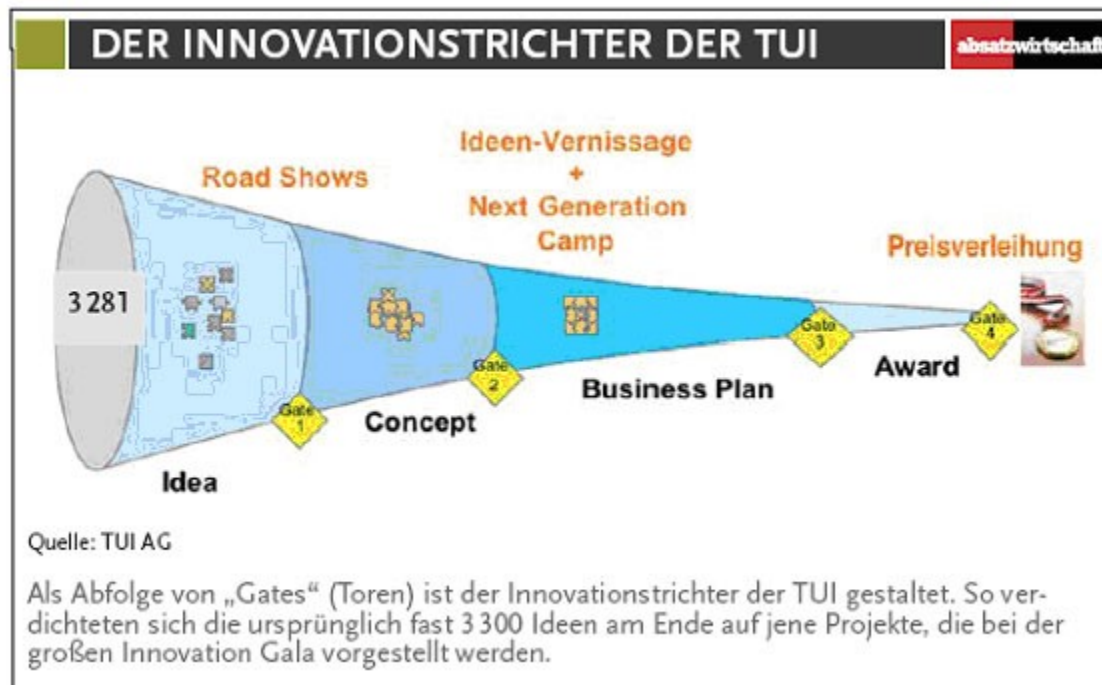 DER INNOVATIONSTRICHTER DER TUI
absatzwirtschaft
Ideen-Vernissage
+
Next Generation
Camp
Road Shows
Preisverleihung
3 281
Gate
1
Gate
2
Gate
3
Gate
4
Idea
Concept
Business Plan
Award
Quelle: TUI AG
Als Abfolge von „Gates“ (Toren) ist der Innovationstrichter der TUI gestaltet. So ver-
dichteten sich die ursprünglich fast 3 300 Ideen am Ende auf jene Projekte, die bei der
großen Innovation Gala vorgestellt werden.